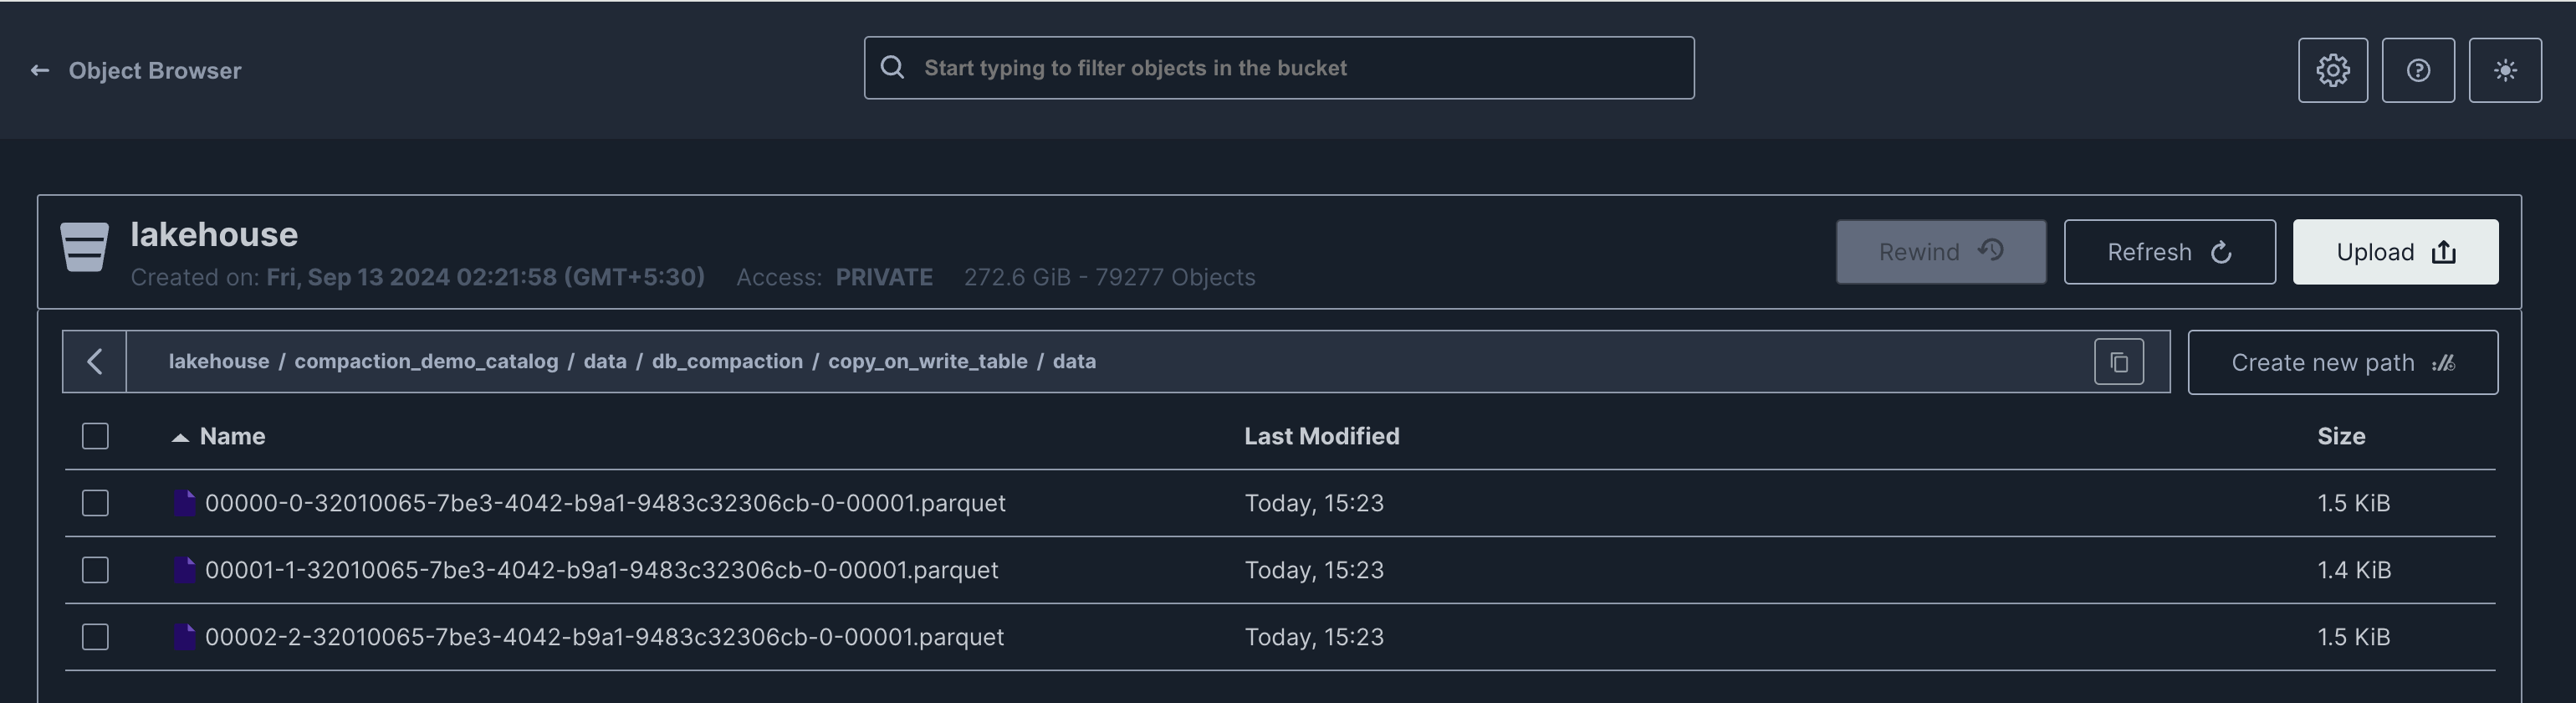 ← Object Browser
Start typing to filter objects in the bucket
lakehouse
Created on: Fri, Sep 13 2024 02:21:58 (GMT+5:30) Access: PRIVATE 272.6 GiB - 79277 Objects
Rewind Refresh Upload
lakehouse / compaction_demo_catalog / data / db_compaction / copy_on_write_table / data
Create new path
Name Last Modified Size
00000-0-32010065-7be3-4042-b9a1-9483c32306cb-0-00001.parquet Today, 15:23 1.5 KiB
00001-1-32010065-7be3-4042-b9a1-9483c32306cb-0-00001.parquet Today, 15:23 1.4 KiB
00002-2-32010065-7be3-4042-b9a1-9483c32306cb-0-00001.parquet Today, 15:23 1.5 KiB